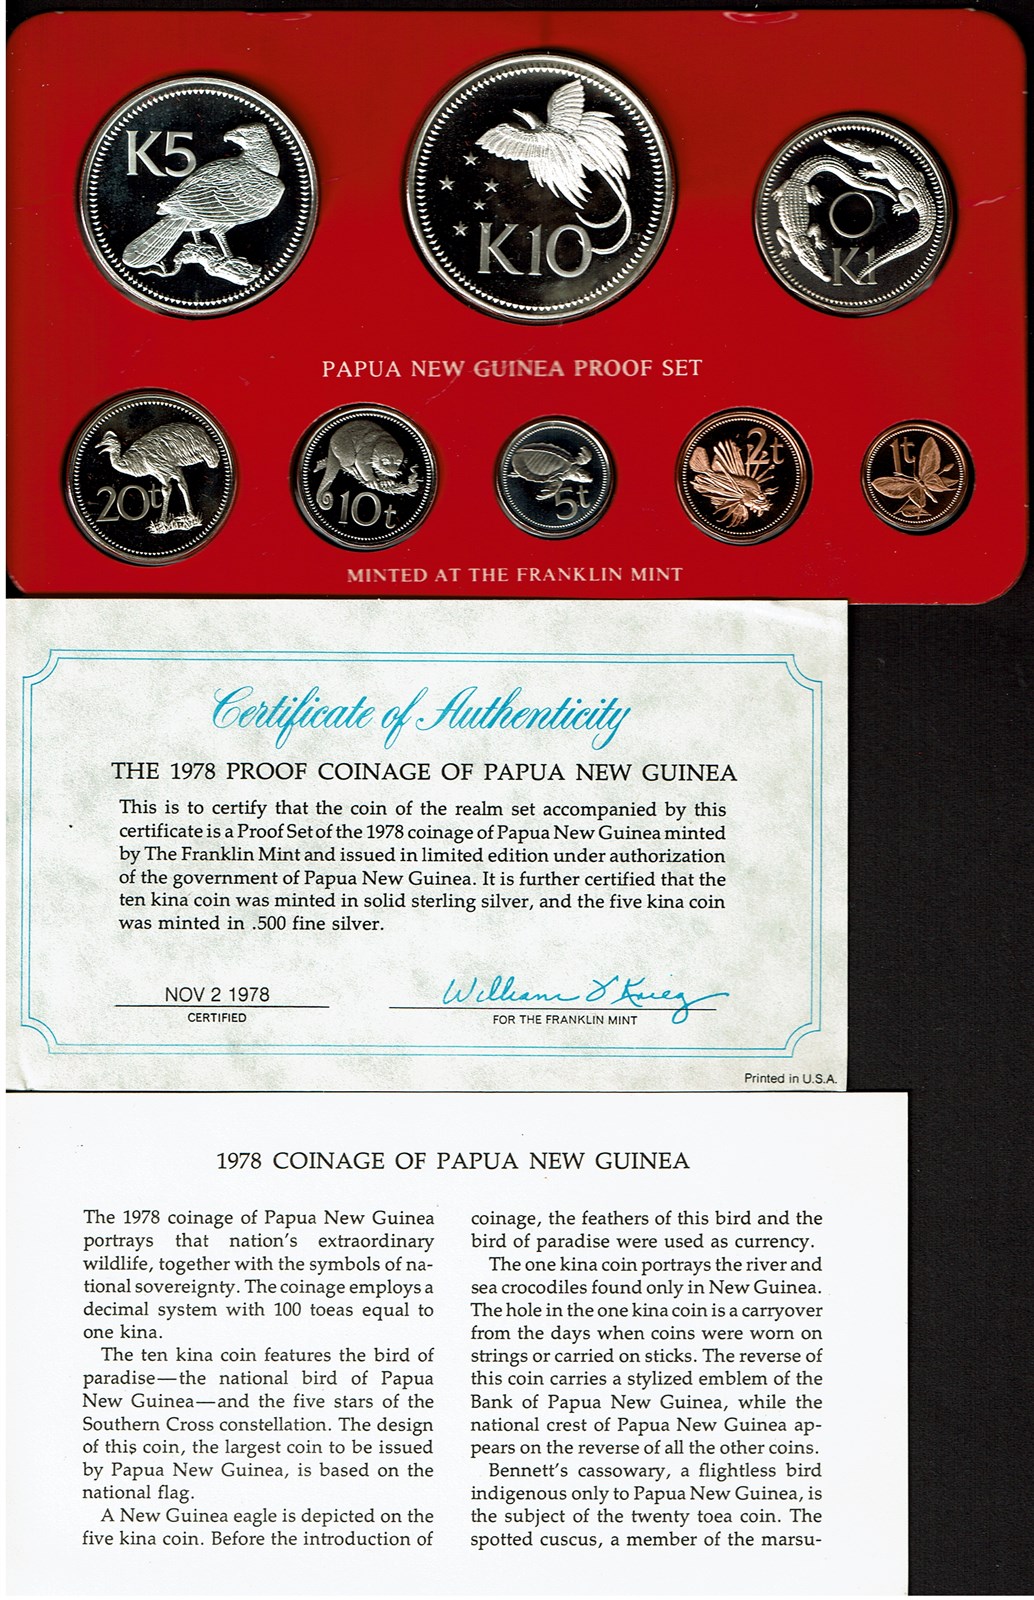 K5
K10
K1
PAPUA NEW GUINEA PROOF SET
20t
10t
5t
2t
1t
MINTED AT THE FRANKLIN MINT
Certificate of Authenticity
THE 1978 PROOF COINAGE OF PAPUA NEW GUINEA
This is to certify that the coin of the realm set accompanied by this
certificate is a Proof Set of the 1978 coinage of Papua New Guinea minted
by The Franklin Mint and issued in limited edition under authorization
of the government of Papua New Guinea. It is further certified that the
ten kina coin was minted in solid sterling silver, and the five kina coin
was minted in .500 fine silver.
NOV 2 1978
CERTIFIED
William F Krieg
FOR THE FRANKLIN MINT
Printed in U.S.A.
1978 COINAGE OF PAPUA NEW GUINEA
The 1978 coinage of Papua New Guinea
portrays that nation's extraordinary
wildlife, together with the symbols of na-
tional sovereignty. The coinage employs a
decimal system with 100 toeas equal to
one kina.
The ten kina coin features the bird of
paradise—the national bird of Papua
New Guinea—and the five stars of the
Southern Cross constellation. The design
of this coin, the largest coin to be issued
by Papua New Guinea, is based on the
national flag.
A New Guinea eagle is depicted on the
five kina coin. Before the introduction of
coinage, the feathers of this bird and the
bird of paradise were used as currency.
The one kina coin portrays the river and
sea crocodiles found only in New Guinea.
The hole in the one kina coin is a carryover
from the days when coins were worn on
strings or carried on sticks. The reverse of
this coin carries a stylized emblem of the
Bank of Papua New Guinea, while the
national crest of Papua New Guinea ap-
pears on the reverse of all the other coins.
Bennett's cassowary, a flightless bird
indigenous only to Papua New Guinea, is
the subject of the twenty toea coin. The
spotted cuscus, a member of the marsu-